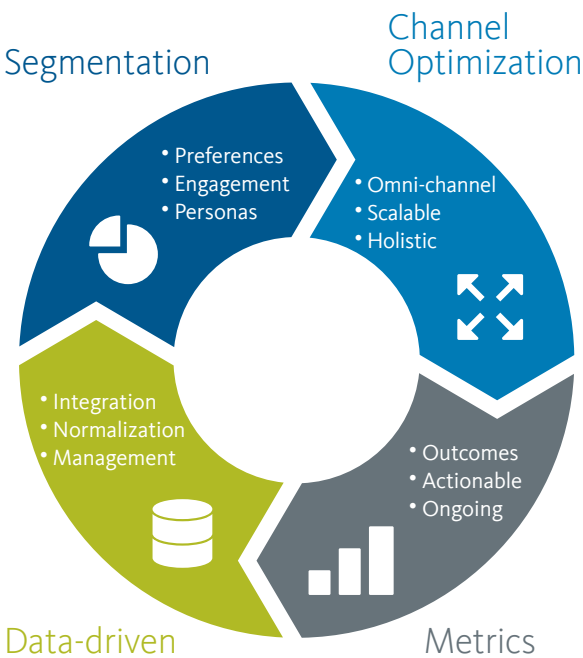 Segmentation
Channel
Optimization
• Preferences
• Engagement
• Personas
• Omni-channel
• Scalable
• Holistic
• Integration
• Normalization
• Management
• Outcomes
• Actionable
• Ongoing
Data-driven
Metrics